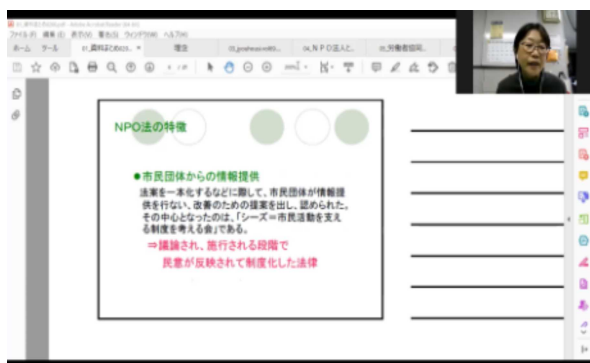 ファイル(F) 編集(E) 表示(V) 署名(S) ウィンドウ(W) ヘルプ(H)
ホーム ツール 理念
NPO法の特徴
●市民団体からの情報提供
法案を一本化するなどに際して、市民団体が情報提
供を行ない、改善のための提案を出し、認められた。
その中心となったのは、「シーズ=市民活動を支え
る制度を考える会」である。
⇒議論され、施行される段階で
民意が反映されて制度化した法律